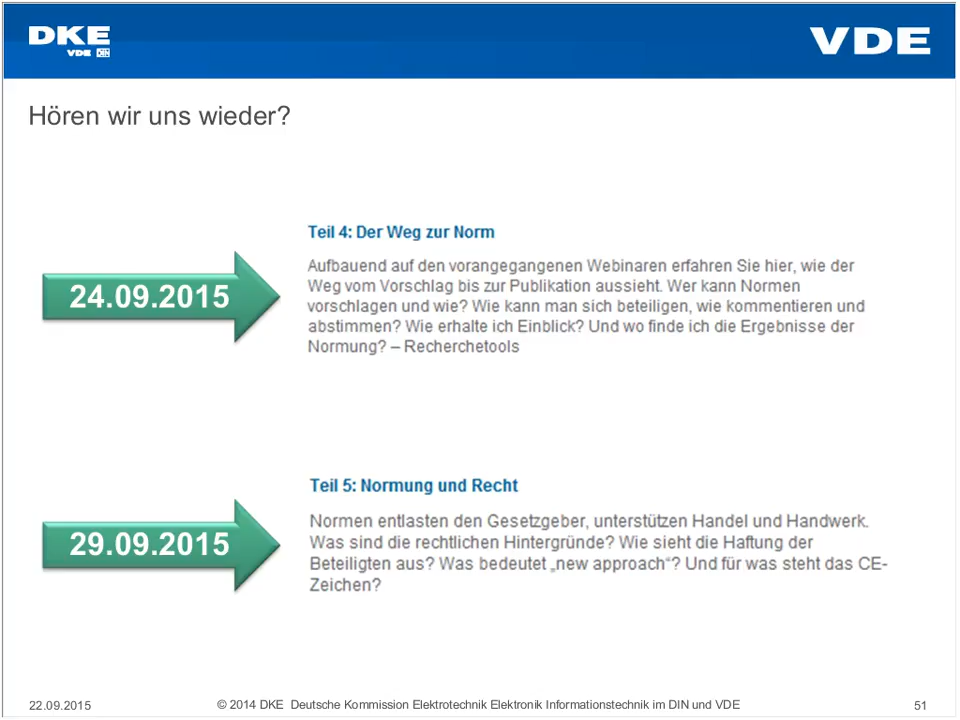 DKE
VDE DIN
VDE
Hören wir uns wieder?
24.09.2015
Teil 4: Der Weg zur Norm
Aufbauend auf den vorangegangenen Webinaren erfahren Sie hier, wie der
Weg vom Vorschlag bis zur Publikation aussieht. Wer kann Normen
vorschlagen und wie? Wie kann man sich beteiligen, wie kommentieren und
abstimmen? Wie erhalte ich Einblick? Und wo finde ich die Ergebnisse der
Normung? – Recherchetools
29.09.2015
Teil 5: Normung und Recht
Normen entlasten den Gesetzgeber, unterstützen Handel und Handwerk.
Was sind die rechtlichen Hintergründe? Wie sieht die Haftung der
Beteiligten aus? Was bedeutet „new approach“? Und für was steht das CE-
Zeichen?
22.09.2015
© 2014 DKE Deutsche Kommission Elektrotechnik Elektronik Informationstechnik im DIN und VDE
51